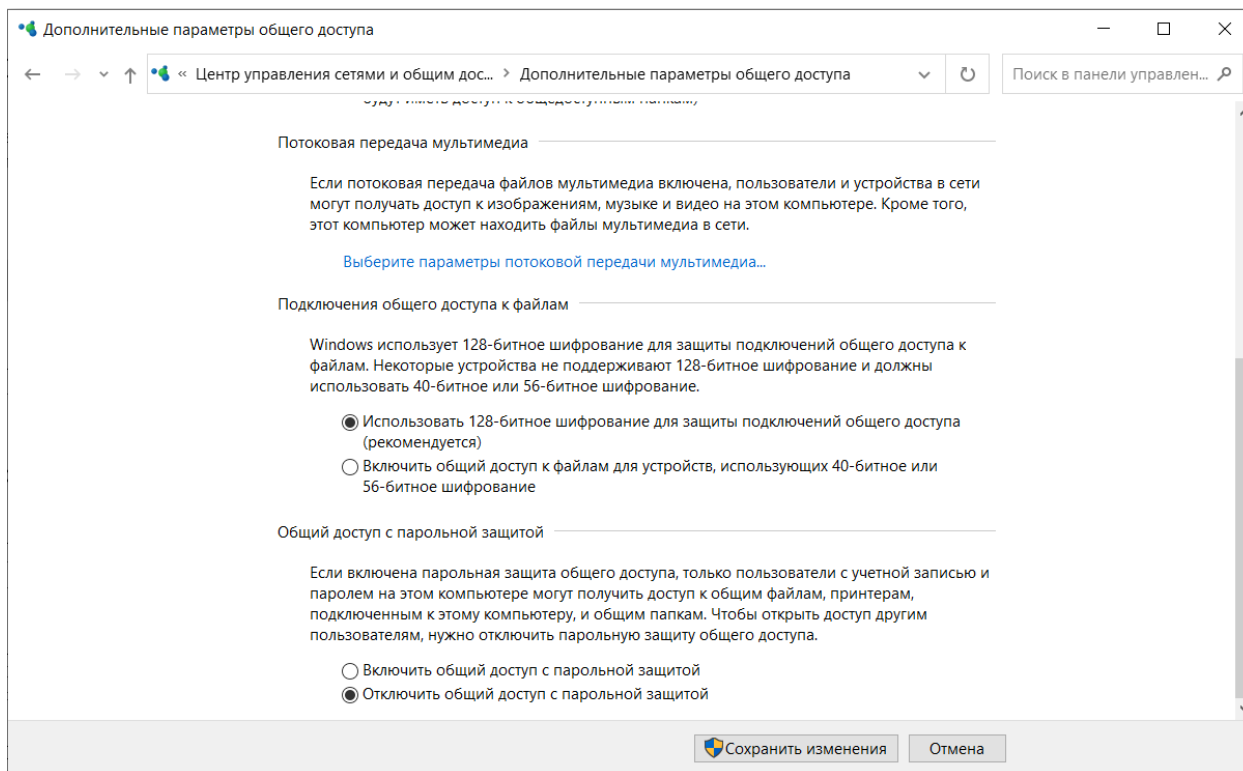 Дополнительные параметры общего доступа
« Центр управления сетями и общим дос... > Дополнительные параметры общего доступа
Поиск в панели управлен...
будут иметь доступ к общедоступным папкам)
Потоковая передача мультимедиа
Если потоковая передача файлов мультимедиа включена, пользователи и устройства в сети
могут получать доступ к изображениям, музыке и видео на этом компьютере. Кроме того,
этот компьютер может находить файлы мультимедиа в сети.
Выберите параметры потоковой передачи мультимедиа...
Подключения общего доступа к файлам
Windows использует 128-битное шифрование для защиты подключений общего доступа к
файлам. Некоторые устройства не поддерживают 128-битное шифрование и должны
использовать 40-битное или 56-битное шифрование.
Использовать 128-битное шифрование для защиты подключений общего доступа
(рекомендуется)
Включить общий доступ к файлам для устройств, использующих 40-битное или
56-битное шифрование
Общий доступ с парольной защитой
Если включена парольная защита общего доступа, только пользователи с учетной записью и
паролем на этом компьютере могут получить доступ к общим файлам, принтерам,
подключенным к этому компьютеру, и общим папкам. Чтобы открыть доступ другим
пользователям, нужно отключить парольную защиту общего доступа.
Включить общий доступ с парольной защитой
Отключить общий доступ с парольной защитой
Сохранить изменения
Отмена